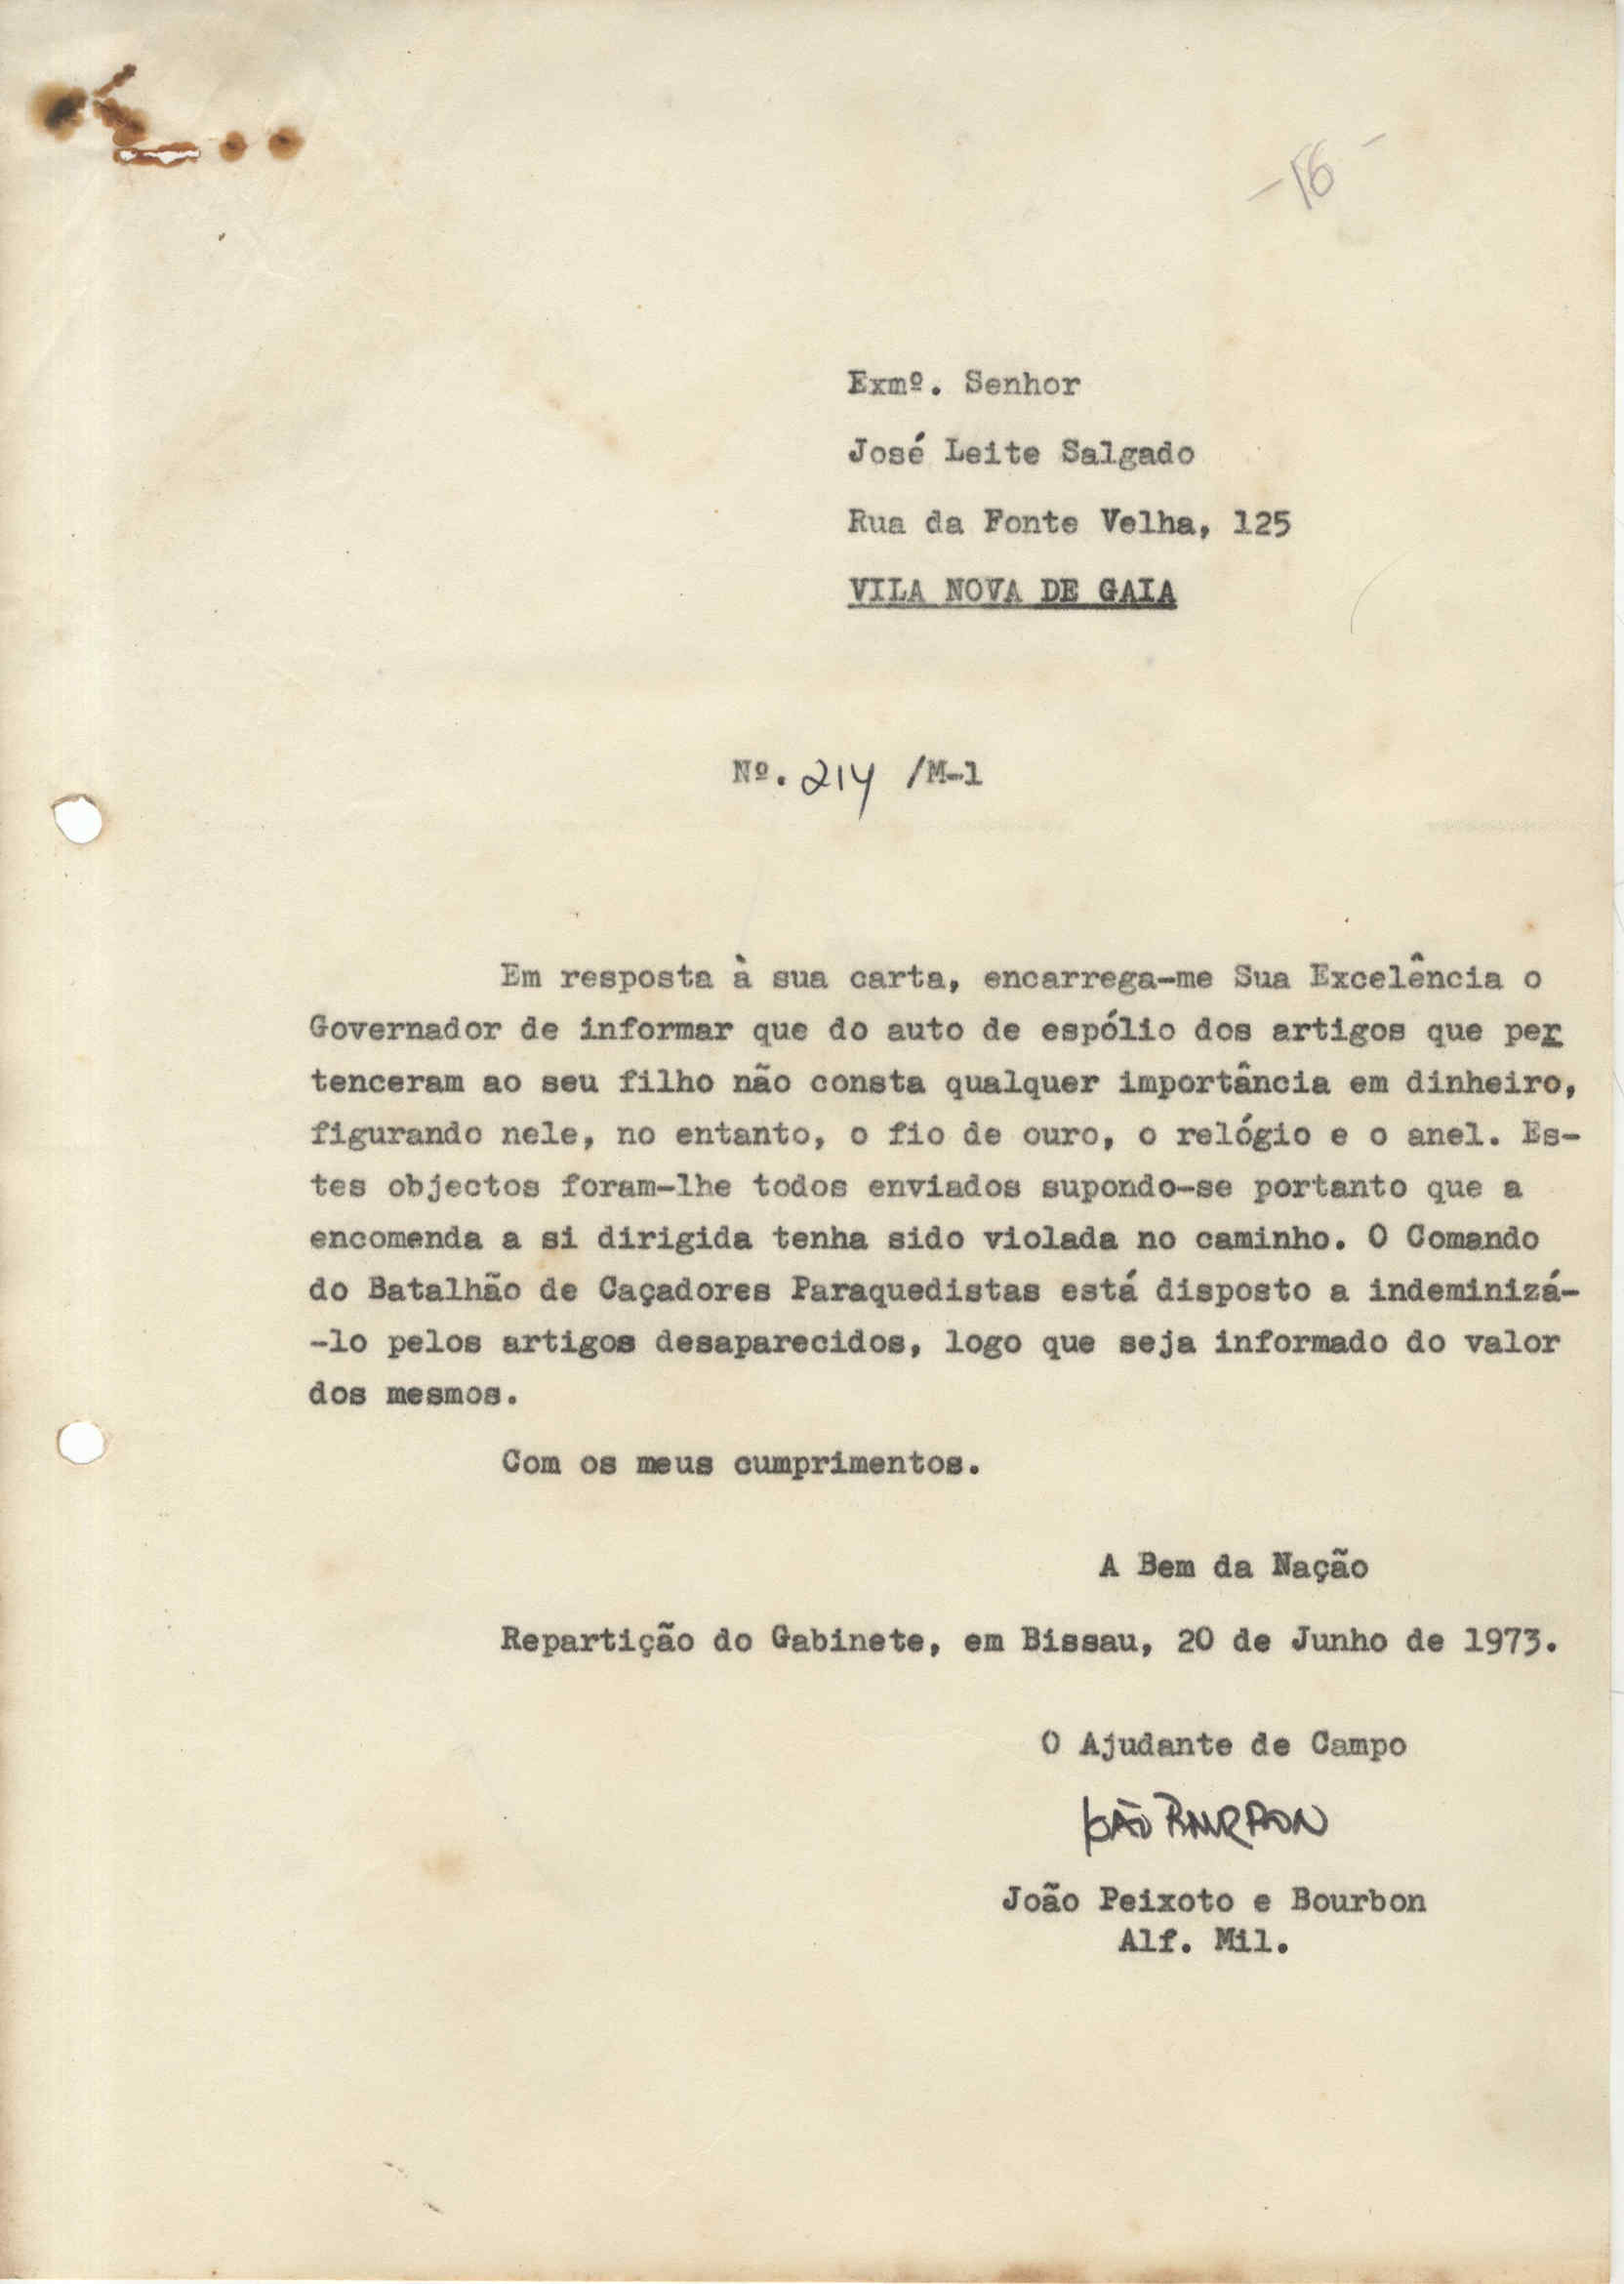 -16-
Exmº. Senhor
José Leite Salgado
Rua da Fonte Velha, 125
VILA NOVA DE GAIA
Nº. 214 /M-1
Em resposta à sua carta, encarrega-me Sua Excelência o
Governador de informar que do auto de espólio dos artigos que per
tenceram ao seu filho não consta qualquer importância em dinheiro,
figurando nele, no entanto, o fio de ouro, o relógio e o anel. Es-
tes objectos foram-lhe todos enviados supondo-se portanto que a
encomenda a si dirigida tenha sido violada no caminho. O Comando
do Batalhão de Caçadores Paraquedistas está disposto a indeminizá-
-lo pelos artigos desaparecidos, logo que seja informado do valor
dos mesmos.
Com os meus cumprimentos.
A Bem da Nação
Repartição do Gabinete, em Bissau, 20 de Junho de 1973.
O Ajudante de Campo
João Bourbon
João Peixoto e Bourbon
Alf. Mil.